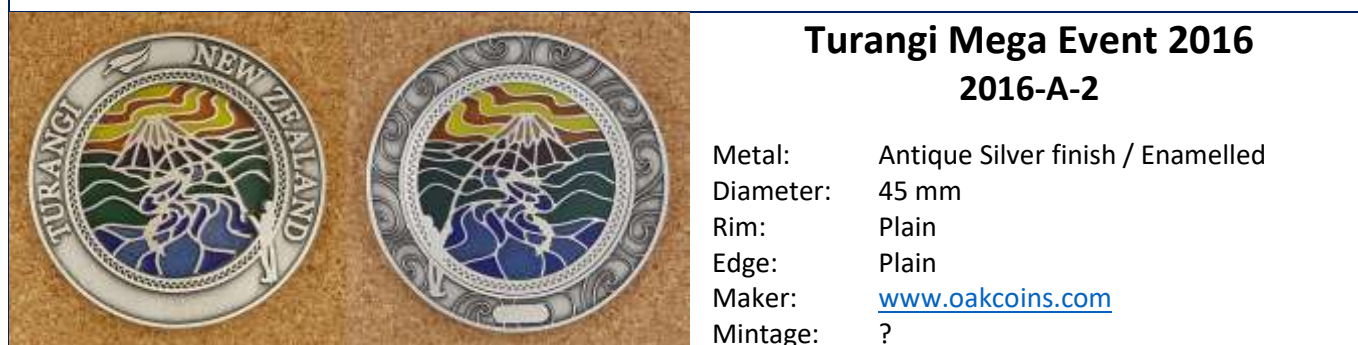 TURANGI NEW ZEALAND
Turangi Mega Event 2016
2016-A-2
Metal: Antique Silver finish / Enamelled
Diameter: 45 mm
Rim: Plain
Edge: Plain
Maker: www.oakcoins.com
Mintage: ?